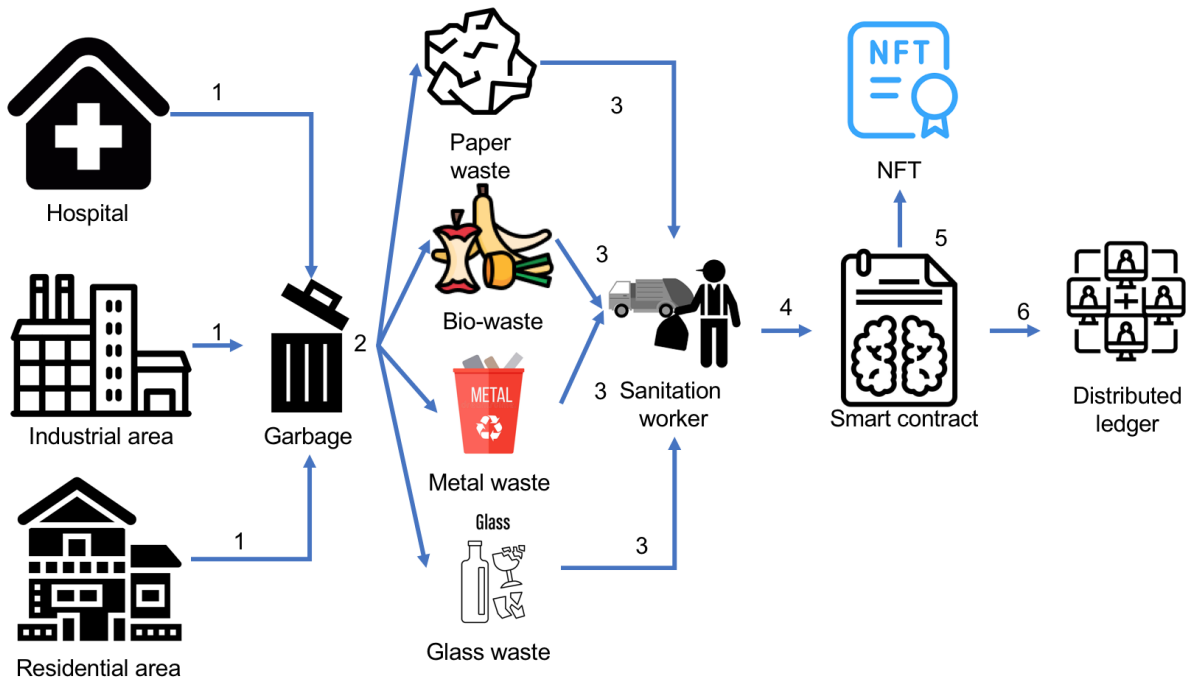 1
Hospital
1
Industrial area
1
Residential area
Garbage
2
Paper
waste
Bio-waste
METAL
Metal waste
Glass
Glass waste
3
3
3
3
Sanitation
worker
4
NFT
NFT
5
Smart contract
6
Distributed
ledger